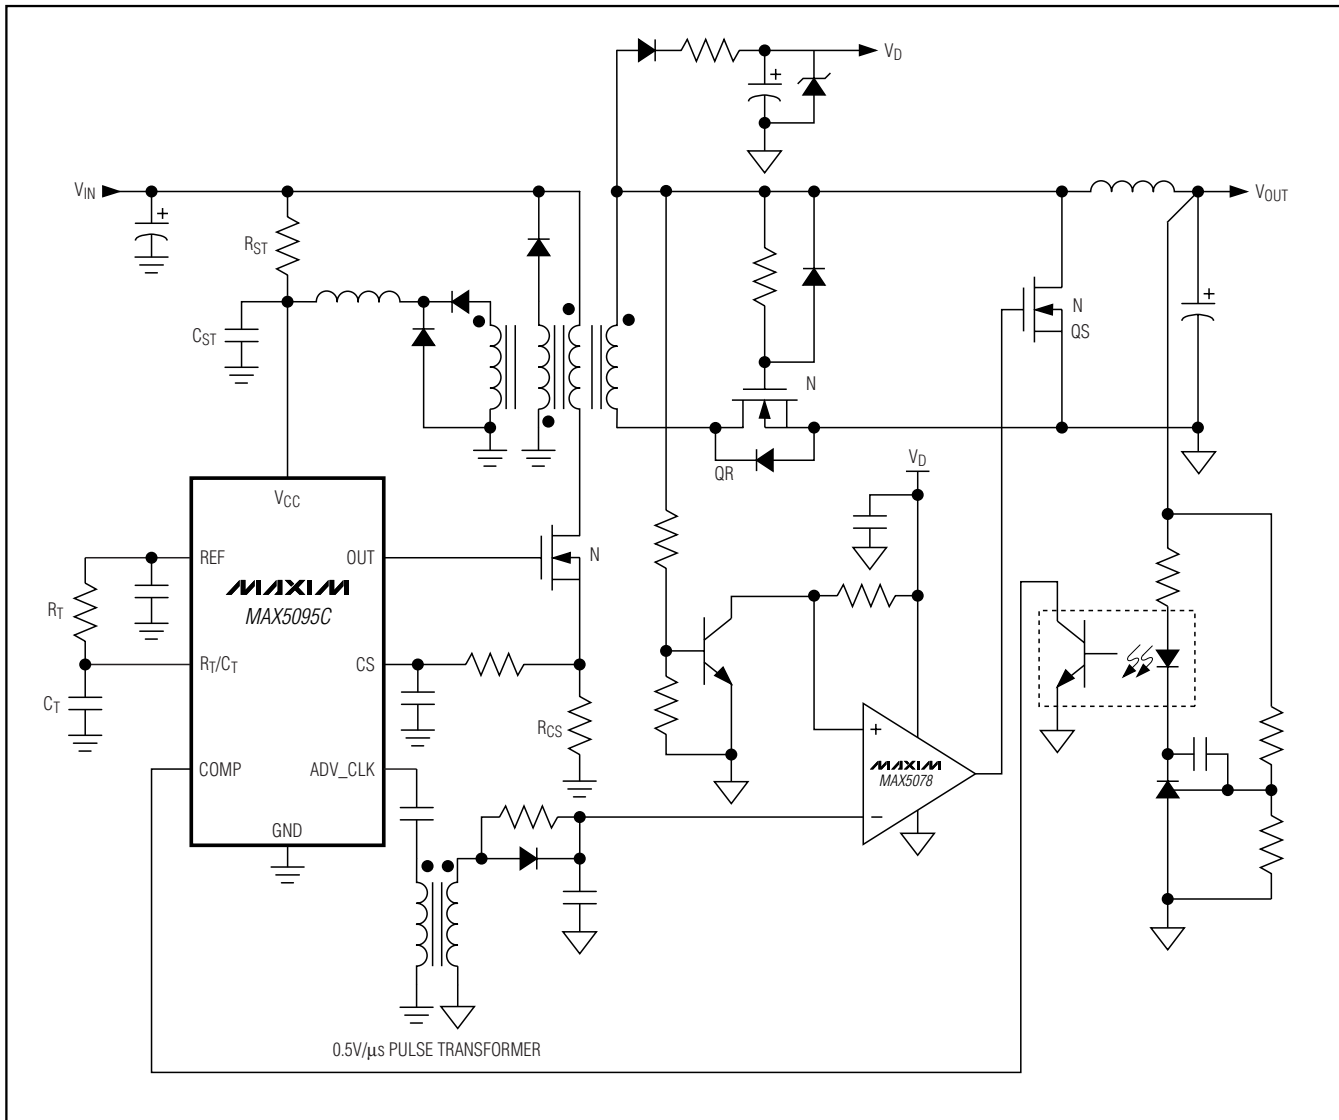 V_D
+
V_IN
+
V_OUT
R_ST
C_ST
N
QS
+
N
QR
V_D
V_CC
REF
OUT
N
MAXIM
MAX5095C
R_T
R_T/C_T
CS
C_T
R_CS
+
COMP
ADV_CLK
MAXIM
MAX5078
−
GND
0.5V/μs PULSE TRANSFORMER